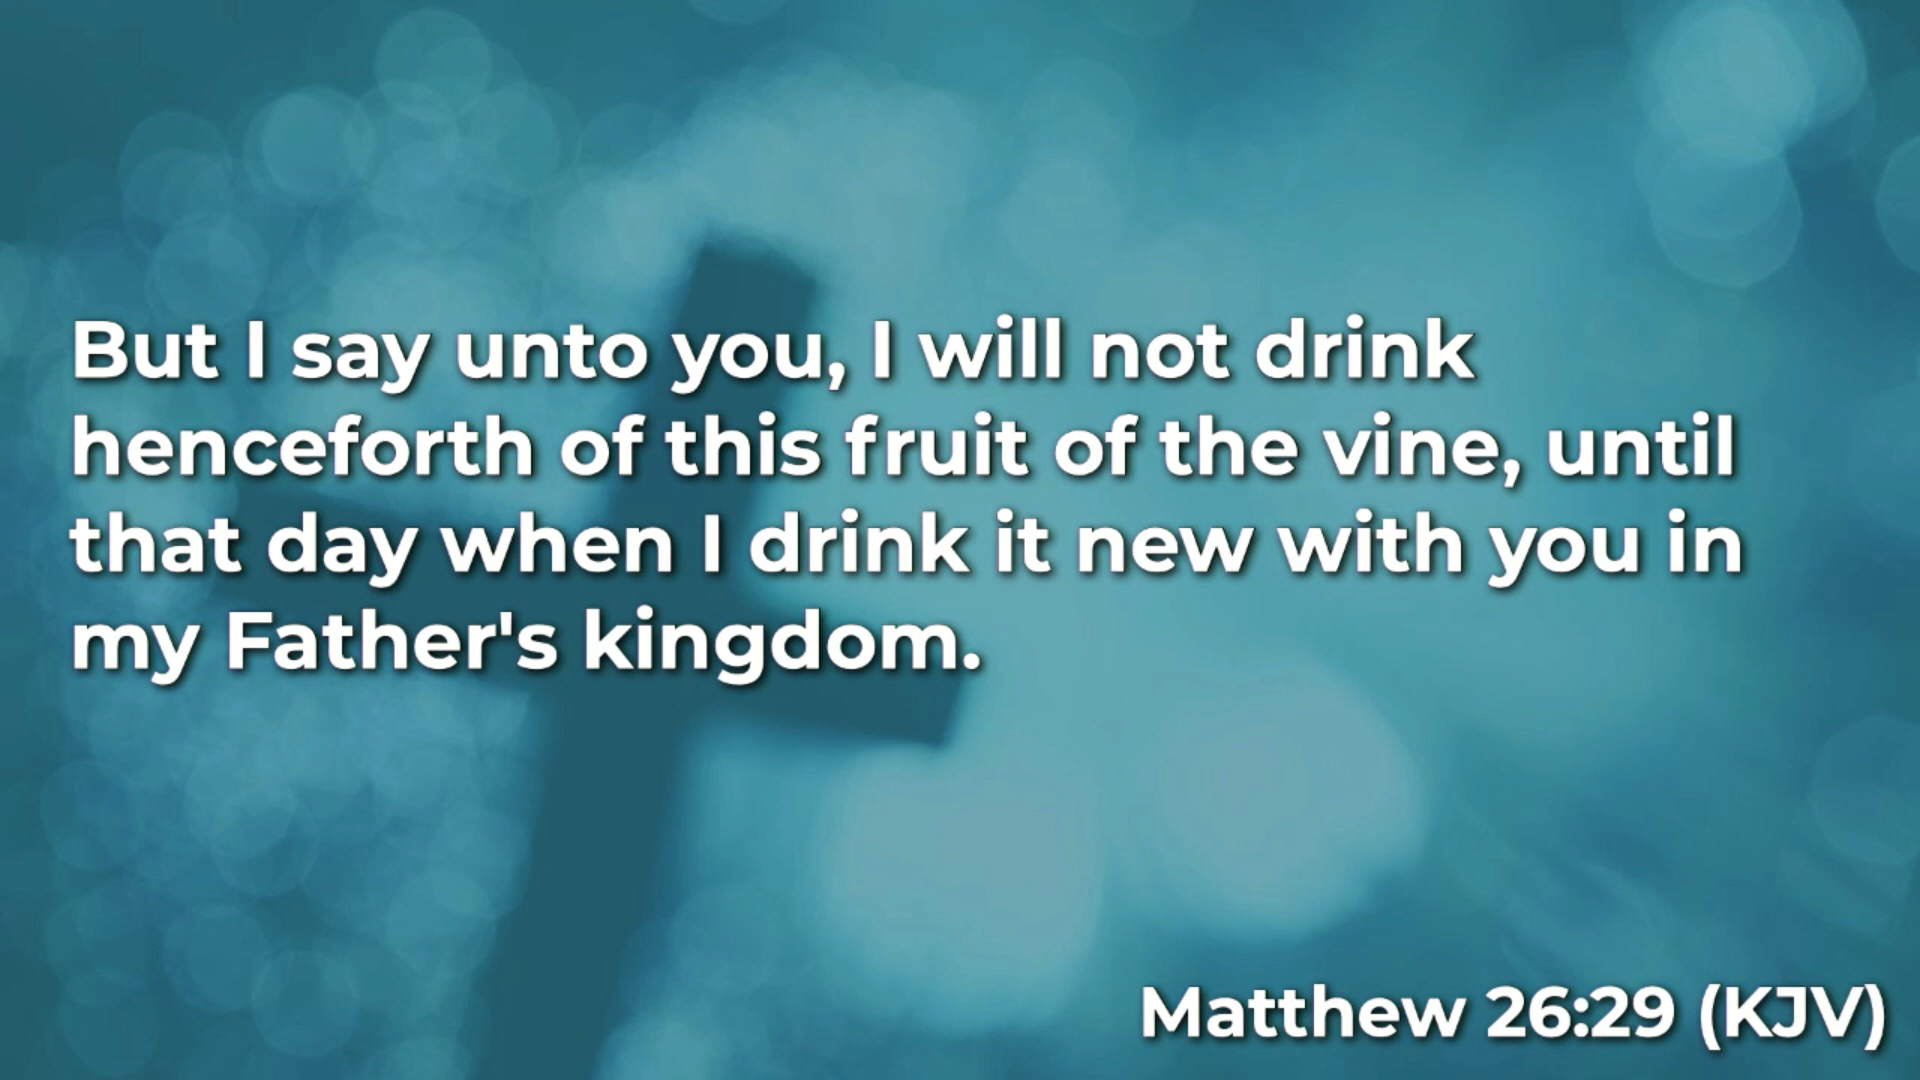 But I say unto you, I will not drink
henceforth of this fruit of the vine, until
that day when I drink it new with you in
my Father's kingdom.
Matthew 26:29 (KJV)